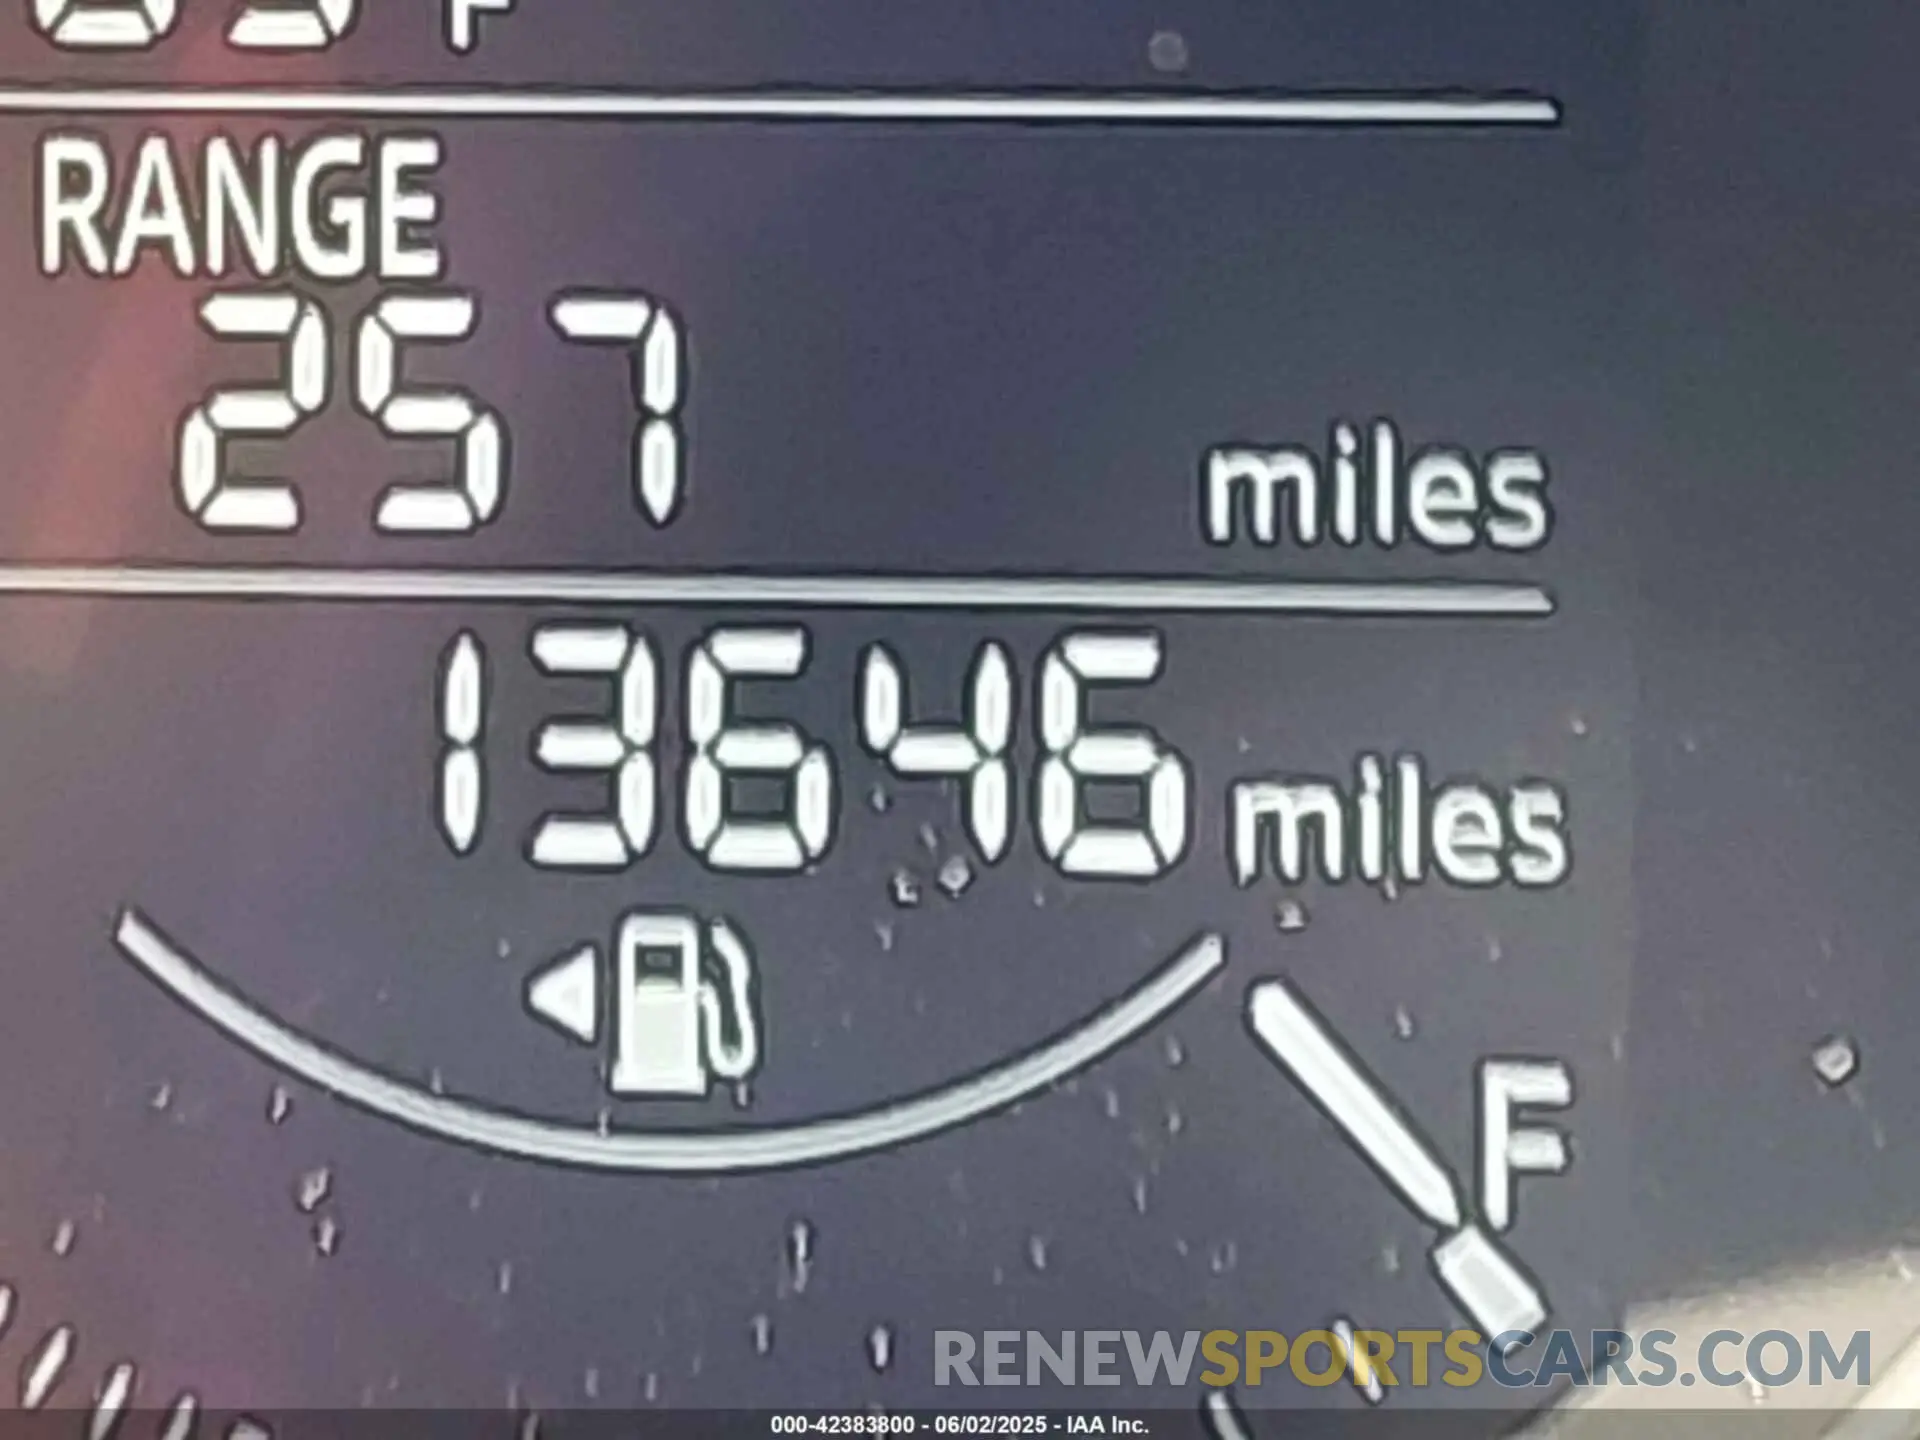 F
RANGE
257
miles
13646 miles
F
RENEWSPORTSCARS.COM
000-42383800 - 06/02/2025 - IAA Inc.